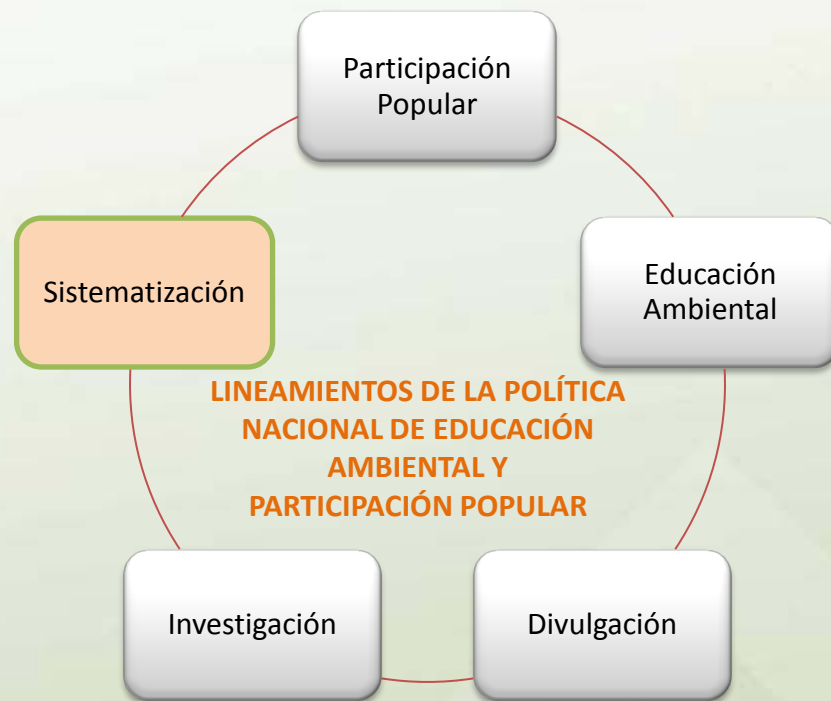 Participación
Popular
Educación
Ambiental
Sistematización
LINEAMIENTOS DE LA POLÍTICA
NACIONAL DE EDUCACIÓN
AMBIENTAL Y
PARTICIPACIÓN POPULAR
Investigación
Divulgación